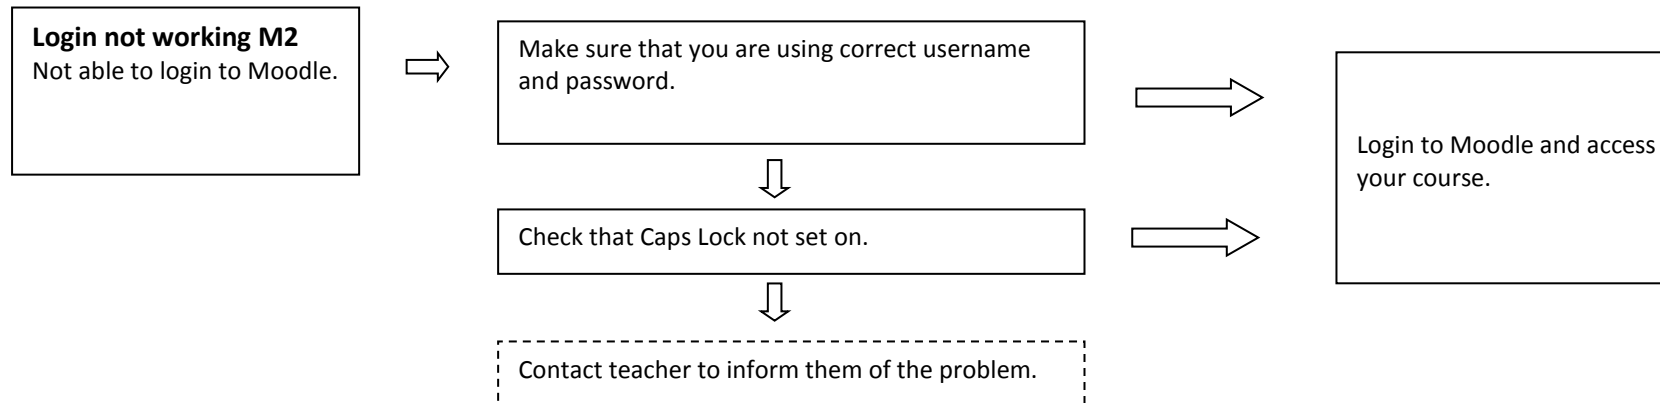 Login not working M2
Not able to login to Moodle.
Make sure that you are using correct username
and password.
Check that Caps Lock not set on.
Contact teacher to inform them of the problem.
Login to Moodle and access
your course.